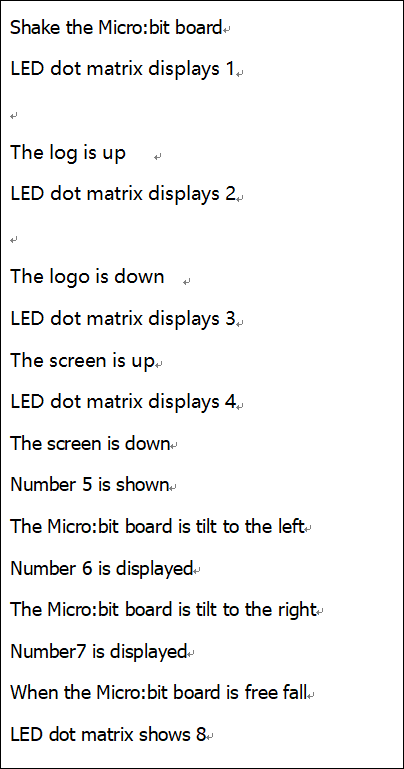 Shake the Micro:bit board
LED dot matrix displays 1
The log is up
LED dot matrix displays 2
The logo is down
LED dot matrix displays 3
The screen is up
LED dot matrix displays 4
The screen is down
Number 5 is shown
The Micro:bit board is tilt to the left
Number 6 is displayed
The Micro:bit board is tilt to the right
Number7 is displayed
When the Micro:bit board is free fall
LED dot matrix shows 8